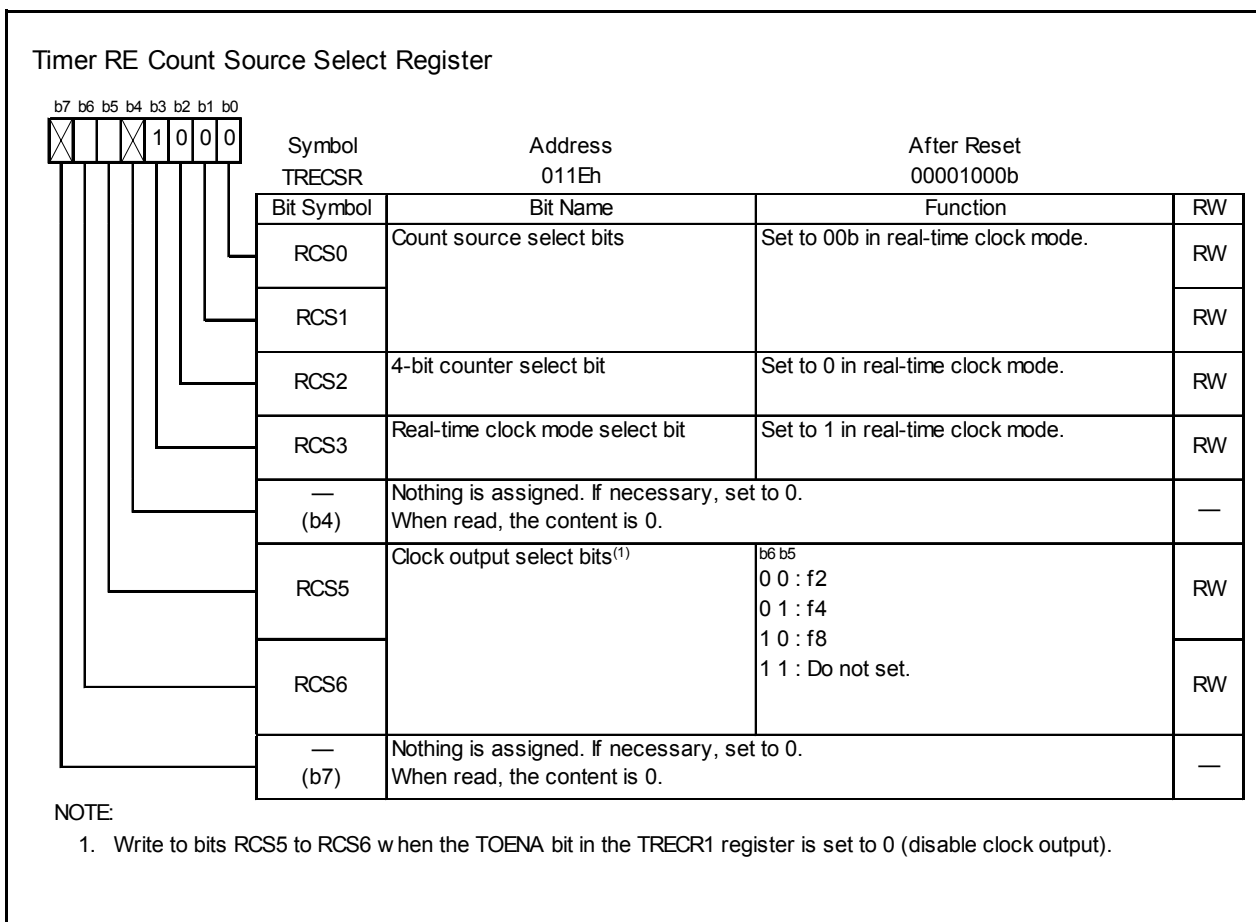 Timer RE Count Source Select Register
b7 b6 b5 b4 b3 b2 b1 b0
1 0 0 0
Symbol Address After Reset
TRECSR 011Eh 00001000b
Bit Symbol Bit Name Function RW
RCS0 Count source select bits Set to 00b in real-time clock mode. RW
RCS1 RW
RCS2 4-bit counter select bit Set to 0 in real-time clock mode. RW
RCS3 Real-time clock mode select bit Set to 1 in real-time clock mode. RW
— Nothing is assigned. If necessary, set to 0. —
(b4) When read, the content is 0.
RCS5 Clock output select bits(1) b6 b5 RW
0 0 : f2
0 1 : f4
1 0 : f8
RCS6 1 1 : Do not set. RW
— Nothing is assigned. If necessary, set to 0. —
(b7) When read, the content is 0.
NOTE:
1. Write to bits RCS5 to RCS6 when the TOENA bit in the TRECR1 register is set to 0 (disable clock output).